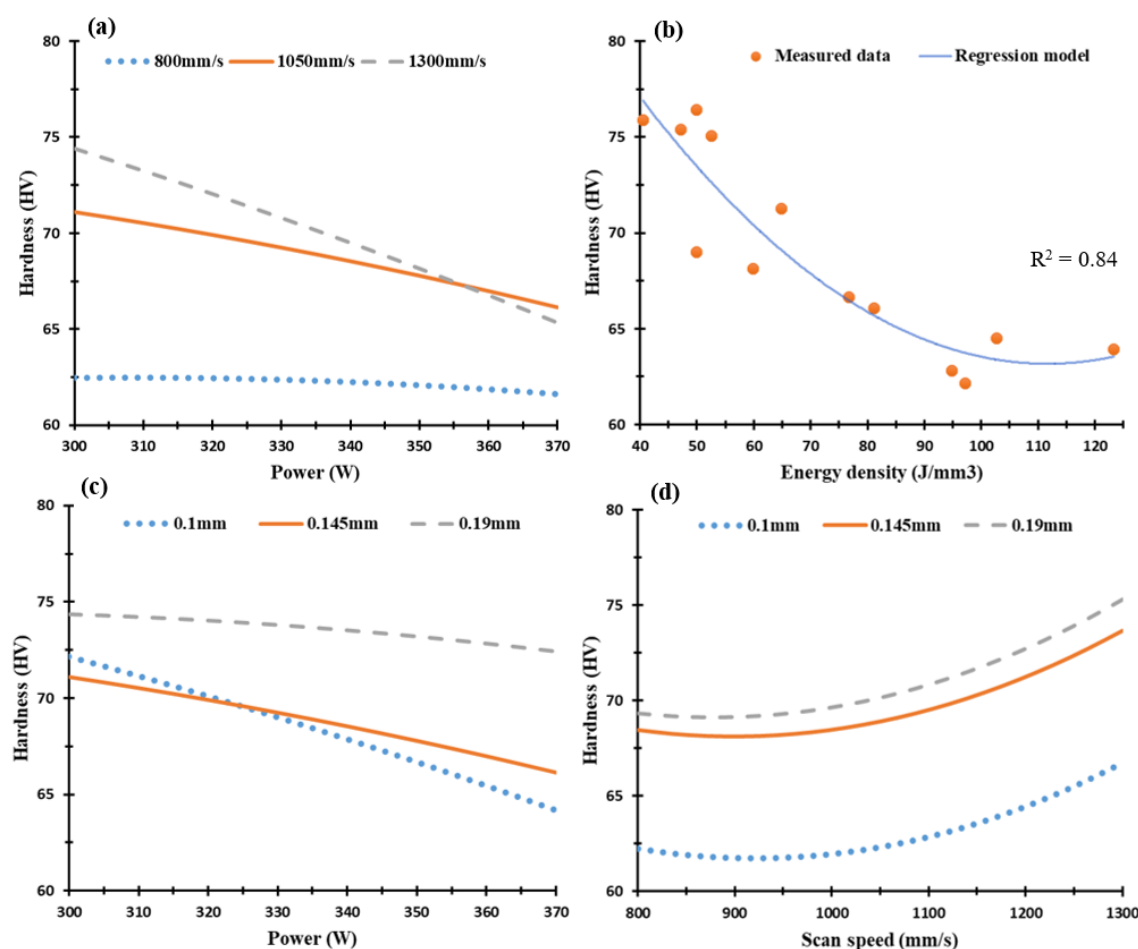 (a)
800mm/s 1050mm/s 1300mm/s
80
75
70
65
60
Hardness (HV)
300 310 320 330 340 350 360 370
Power (W)
(b)
Measured data Regression model
80
75
70
65
60
Hardness (HV)
R² = 0.84
40 50 60 70 80 90 100 110 120
Energy density (J/mm3)
(c)
0.1mm 0.145mm 0.19mm
80
75
70
65
60
Hardness (HV)
300 310 320 330 340 350 360 370
Power (W)
(d)
0.1mm 0.145mm 0.19mm
80
75
70
65
60
Hardness (HV)
800 900 1000 1100 1200 1300
Scan speed (mm/s)